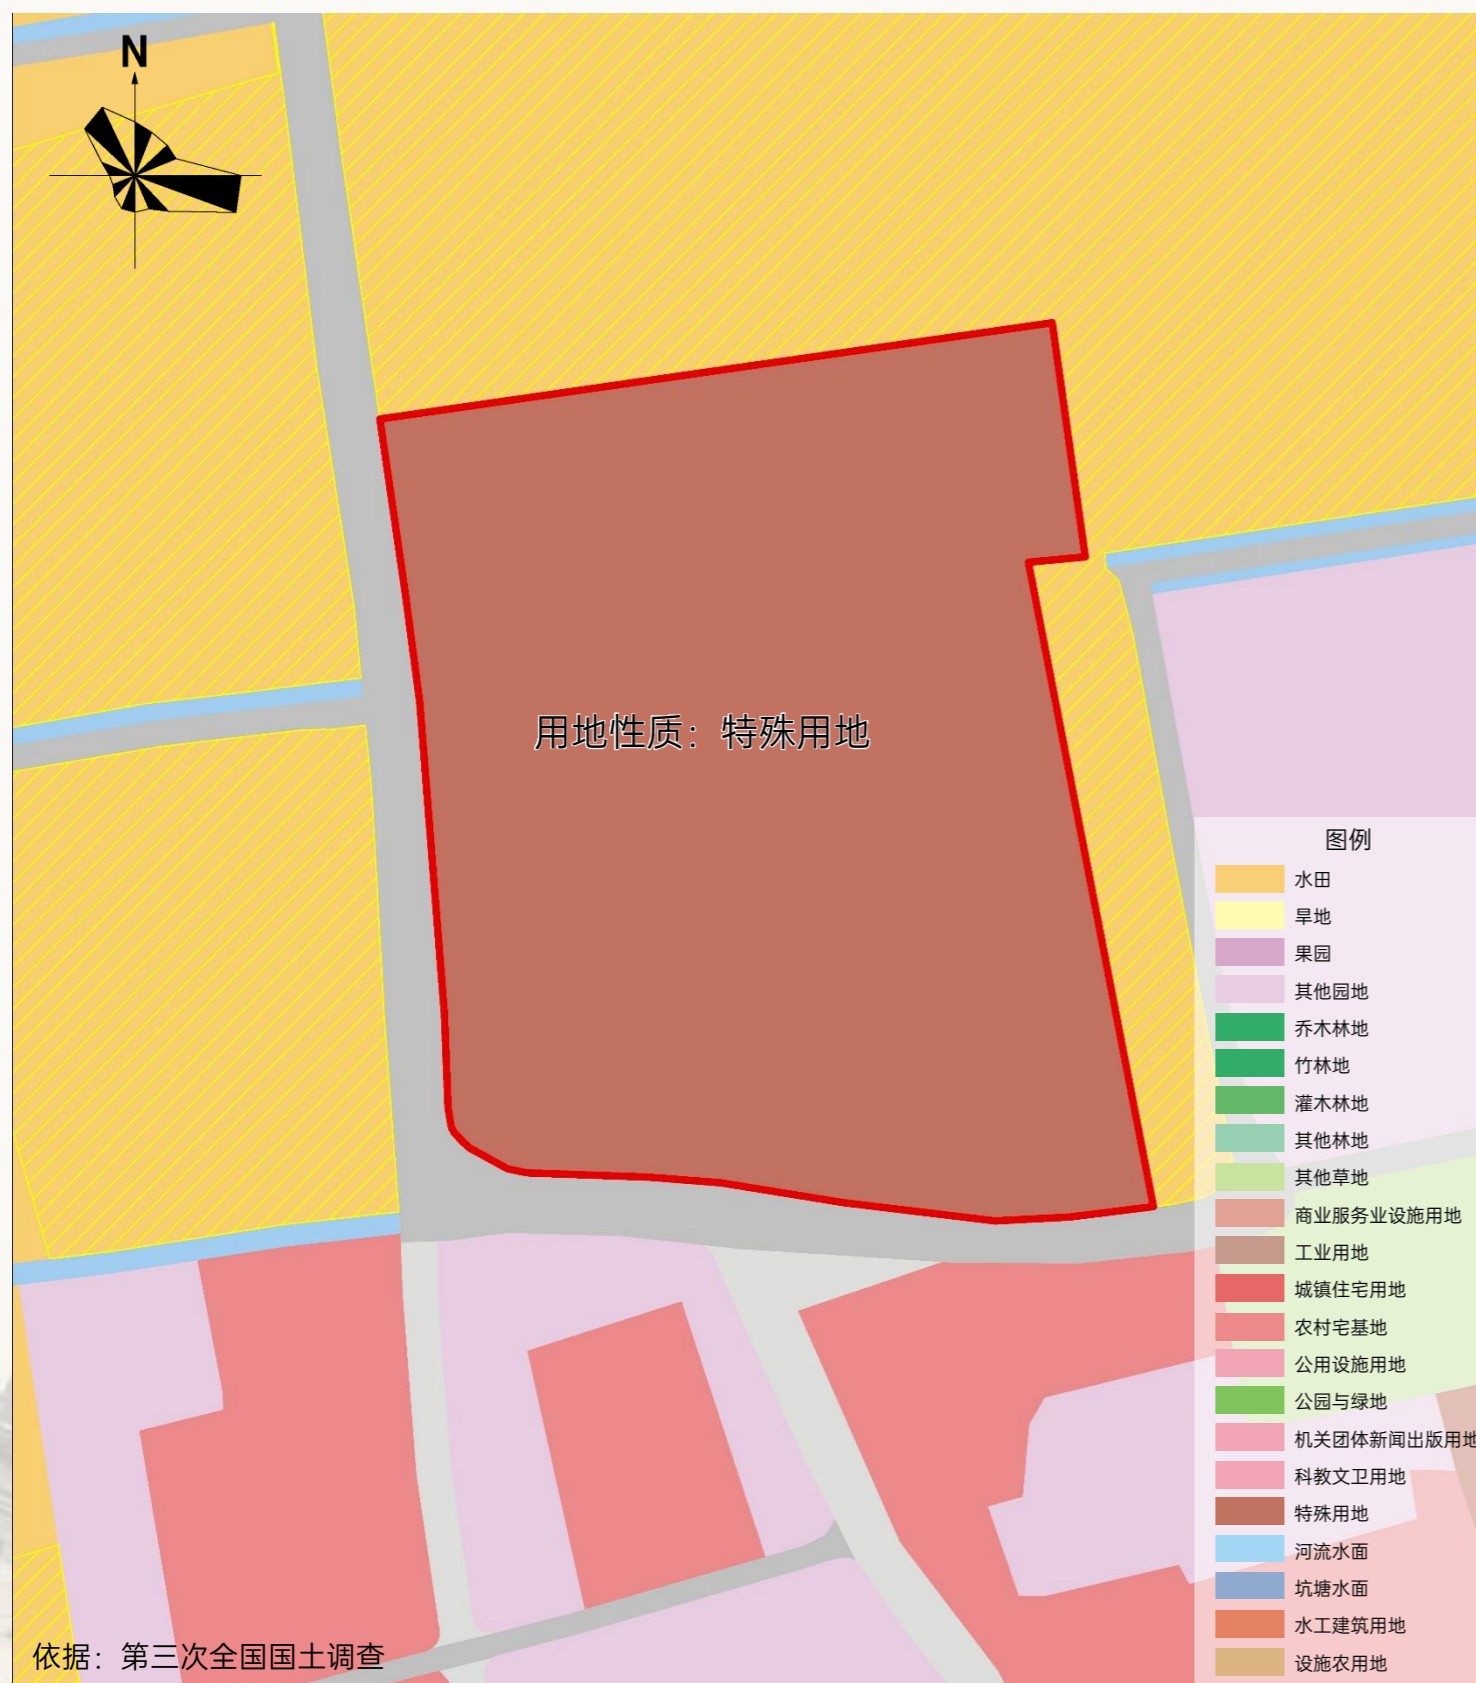 N
用地性质：特殊用地
图例
水田
旱地
果园
其他园地
乔木林地
竹林地
灌木林地
其他林地
其他草地
商业服务业设施用地
工业用地
城镇住宅用地
农村宅基地
公用设施用地
公园与绿地
机关团体新闻出版用地
科教文卫用地
特殊用地
河流水面
坑塘水面
水工建筑用地
设施农用地
依据：第三次全国国土调查